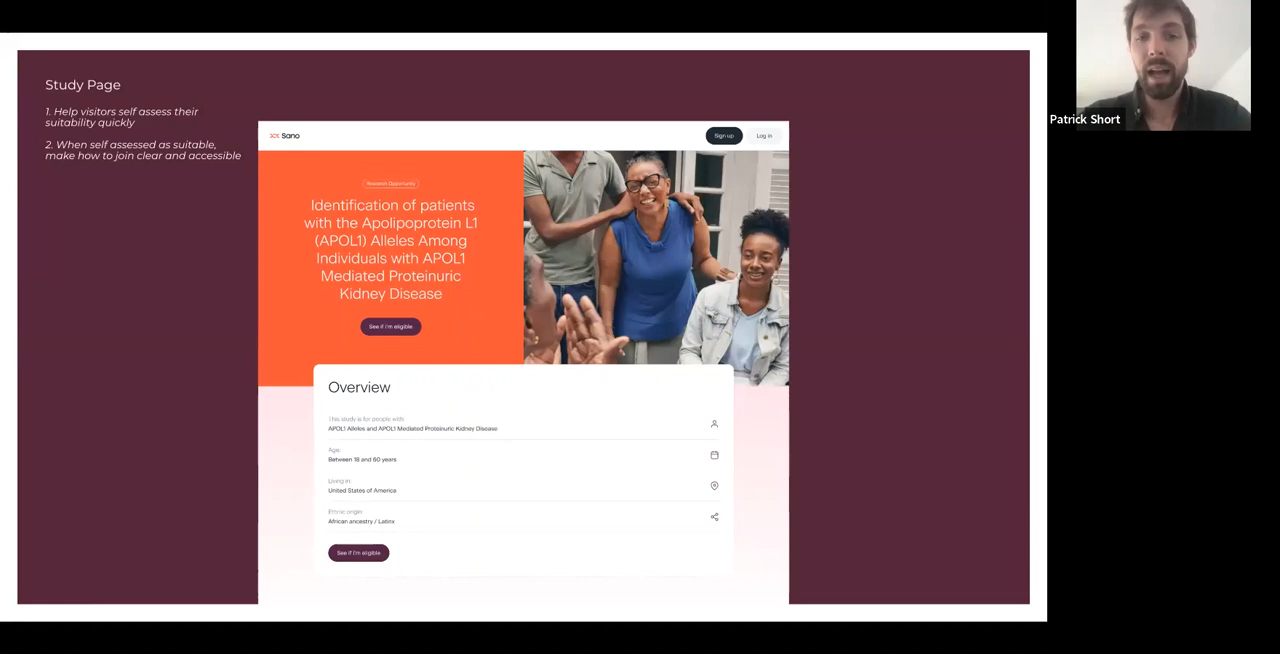 Study Page
1. Help visitors self assess their
suitability quickly
2. When self assessed as suitable,
make how to join clear and accessible
Sano
Sign up
Log in
Research Opportunity
Identification of patients
with the Apolipoprotein L1
(APOL1) Alleles Among
Individuals with APOL1
Mediated Proteinuric
Kidney Disease
See if i'm eligible
Overview
This study is for people with:
APOL1 Alleles and APOL1 Mediated Proteinuric Kidney Disease
Age:
Between 18 and 60 years
Living in:
United States of America
Ethnic origin:
African ancestry / Latinx
See if i'm eligible
Patrick Short